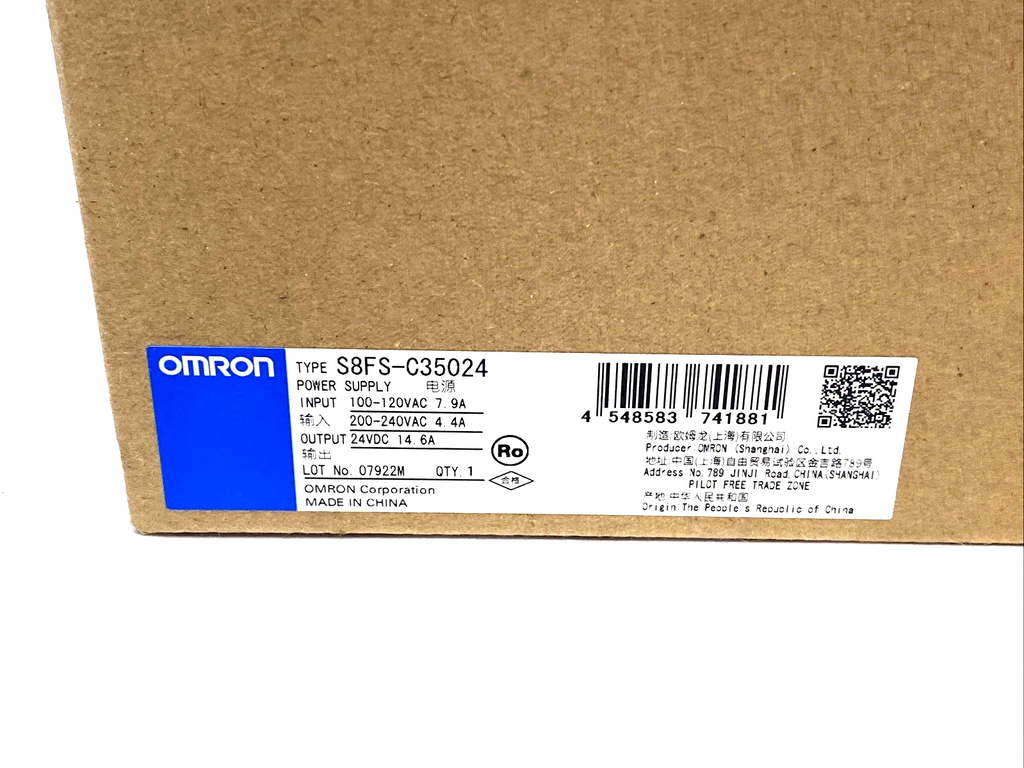 OMRON
TYPE S8FS-C35024
POWER SUPPLY 电源
INPUT 100-120VAC 7.9A
输入 200-240VAC 4.4A
OUTPUT 24VDC 14.6A
输出
LOT No. 07922M QTY. 1
OMRON Corporation
MADE IN CHINA
Ro
合格
4 548583 741881
制造:欧姆龙(上海)有限公司
Producer:OMRON (Shanghai) Co., Ltd.
地址:中国(上海)自由贸易试验区金吉路789号
Address:No.789 JINJI Road.CHINA(SHANGHAI)
PILOT FREE TRADE ZONE
产地:中华人民共和国
Origin:The People's Republic of China